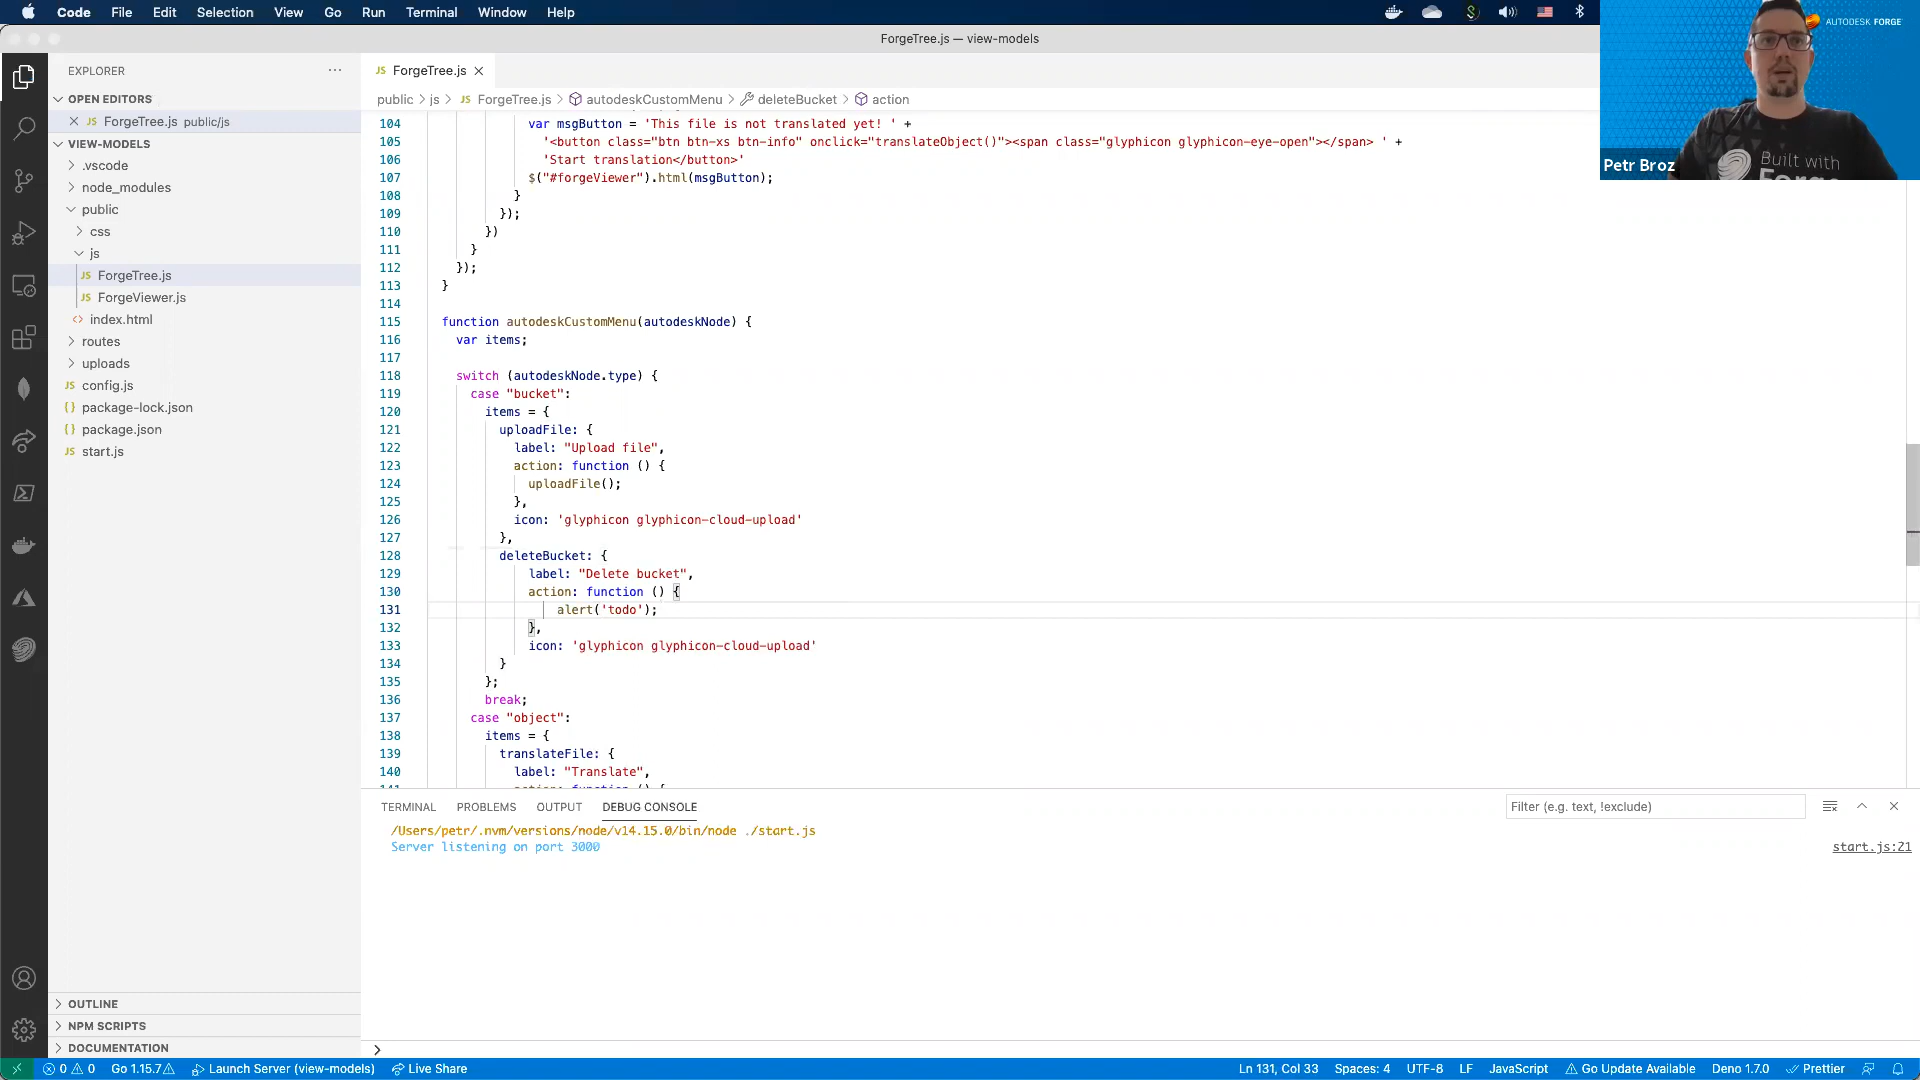 Code File Edit Selection View Go Run Terminal Window Help
ForgeTree.js — view-models
AUTODESK FORGE
Built with
Forge
Petr Broz
EXPLORER
OPEN EDITORS
ForgeTree.js public/js
VIEW-MODELS
.vscode
node_modules
public
css
js
ForgeTree.js
ForgeViewer.js
index.html
routes
uploads
config.js
package-lock.json
package.json
start.js
OUTLINE
NPM SCRIPTS
DOCUMENTATION
JS ForgeTree.js
public > js > JS ForgeTree.js > autodeskCustomMenu > deleteBucket > action
104 var msgButton = 'This file is not translated yet! ' +
105 '<button class="btn btn-xs btn-info" onclick="translateObject()"><span class="glyphicon glyphicon-eye-open"></span> ' +
106 'Start translation</button>'
107 $("#forgeViewer").html(msgButton);
108 }
109 });
110 })
111 }
112 });
113 }
114
115 function autodeskCustomMenu(autodeskNode) {
116 var items;
117
118 switch (autodeskNode.type) {
119 case "bucket":
120 items = {
121 uploadFile: {
122 label: "Upload file",
123 action: function () {
124 uploadFile();
125 },
126 icon: 'glyphicon glyphicon-cloud-upload'
127 },
128 deleteBucket: {
129 label: "Delete bucket",
130 action: function () {
131 alert('todo');
132 },
133 icon: 'glyphicon glyphicon-cloud-upload'
134 }
135 };
136 break;
137 case "object":
138 items = {
139 translateFile: {
140 label: "Translate",
TERMINAL PROBLEMS OUTPUT DEBUG CONSOLE
Filter (e.g. text, !exclude)
/Users/petr/.nvm/versions/node/v14.15.0/bin/node ./start.js
Server listening on port 3000
start.js:21
0 0 Go 1.15.7 Launch Server (view-models) Live Share
Ln 131, Col 33 Spaces: 4 UTF-8 LF JavaScript Go Update Available Deno 1.7.0 Prettier